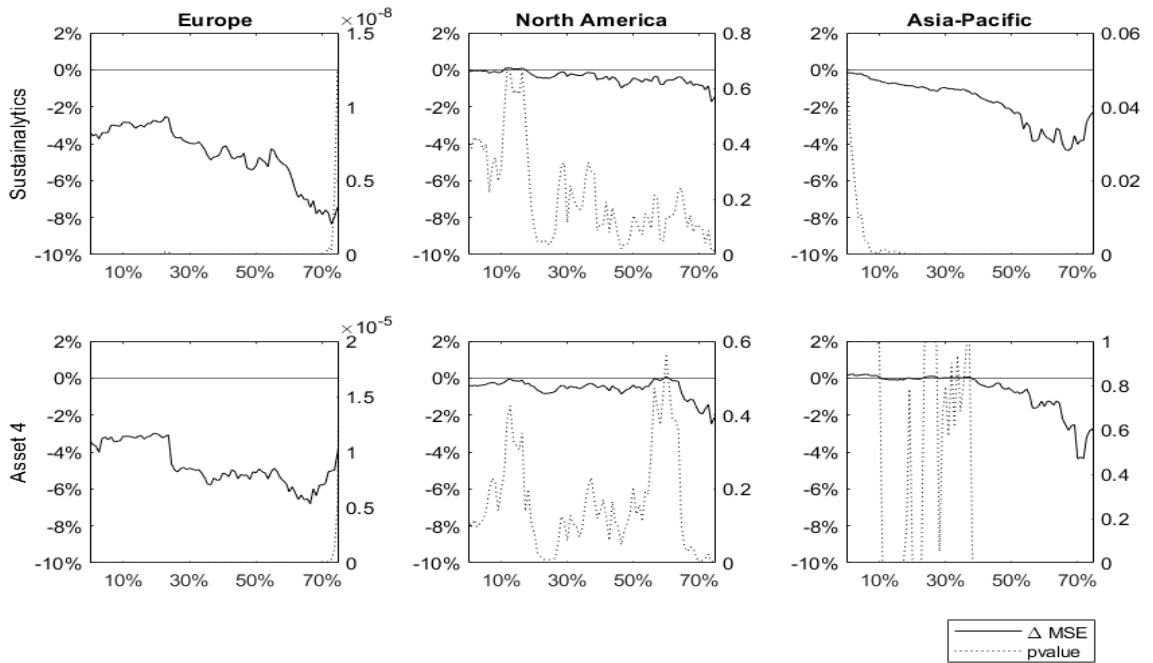 Europe
North America
Asia-Pacific
×10^-8
2% 1.5 2% 0.8 2% 0.06
0% 0% 0%
-2% 1 -2% 0.6 -2% 0.04
-4% -4% 0.4 -4%
-6% 0.5 -6% -6% 0.02
-8% -8% 0.2 -8%
-10% 0 -10% 0 -10% 0
Sustainalytics
10% 30% 50% 70% 10% 30% 50% 70% 10% 30% 50% 70%
×10^-5
2% 2 2% 0.6 2% 1
0% 0% 0% 0.8
-2% 1.5 -2% 0.4 -2%
-4% 1 -4% -4% 0.6
-6% -6% 0.2 -6% 0.4
-8% 0.5 -8% -8% 0.2
-10% 0 -10% 0 -10% 0
Asset 4
10% 30% 50% 70% 10% 30% 50% 70% 10% 30% 50% 70%
Δ MSE
pvalue